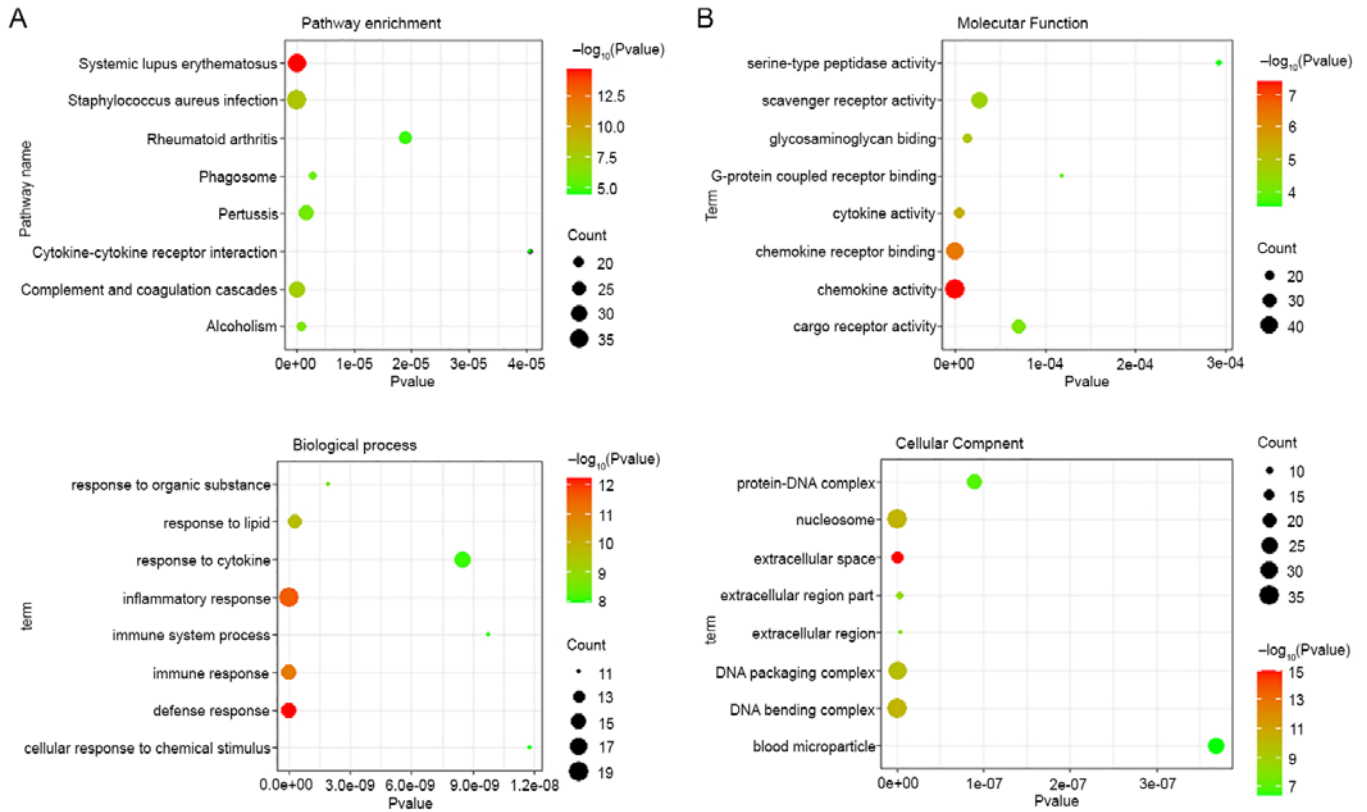 A
Pathway enrichment
Pathway name
Systemic lupus erythematosus
Staphylococcus aureus infection
Rheumatoid arthritis
Phagosome
Pertussis
Cytokine-cytokine receptor interaction
Complement and coagulation cascades
Alcoholism
0e+00 1e-05 2e-05 3e-05 4e-05
Pvalue
−log10(Pvalue)
12.5
10.0
7.5
5.0
Count
20
25
30
35
B
Molectular Function
Term
serine-type peptidase activity
scavenger receptor activity
glycosaminoglycan biding
G-protein coupled receptor binding
cytokine activity
chemokine receptor binding
chemokine activity
cargo receptor activity
0e+00 1e-04 2e-04 3e-04
Pvalue
−log10(Pvalue)
7
6
5
4
Count
20
30
40
Biological process
term
response to organic substance
response to lipid
response to cytokine
inflammatory response
immune system process
immune response
defense response
cellular response to chemical stimulus
0.0e+00 3.0e-09 6.0e-09 9.0e-09 1.2e-08
Pvalue
−log10(Pvalue)
12
11
10
9
8
Count
11
13
15
17
19
Cellular Compnent
term
protein-DNA complex
nucleosome
extracellular space
extracellular region part
extracellular region
DNA packaging complex
DNA bending complex
blood microparticle
0e+00 1e-07 2e-07 3e-07
Pvalue
Count
10
15
20
25
30
35
−log10(Pvalue)
15
13
11
9
7